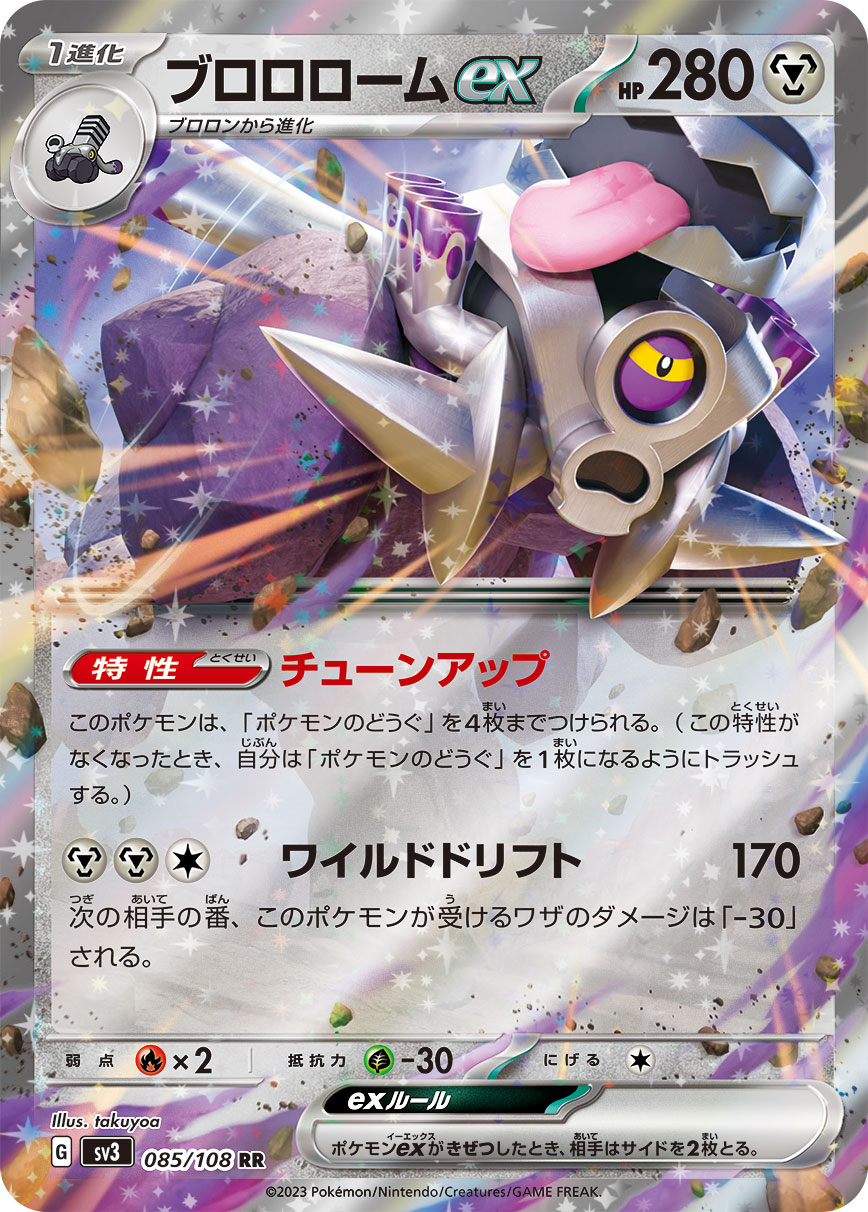 1進化
ブロロローム ex
HP 280
ブロロンから進化
特性 とくせい チューンアップ
このポケモンは、「ポケモンのどうぐ」を4枚までつけられる。（この特性が
なくなったとき、自分は「ポケモンのどうぐ」を1枚になるようにトラッシュ
する。）
ワイルドドリフト 170
次の相手の番、このポケモンが受けるワザのダメージは「-30」
される。
弱点 ×2 抵抗力 -30 にげる
exルール
ポケモンexがきぜつしたとき、相手はサイドを2枚とる。
Illus. takuyoa
G sv3 085/108 RR
©2023 Pokémon/Nintendo/Creatures/GAME FREAK.